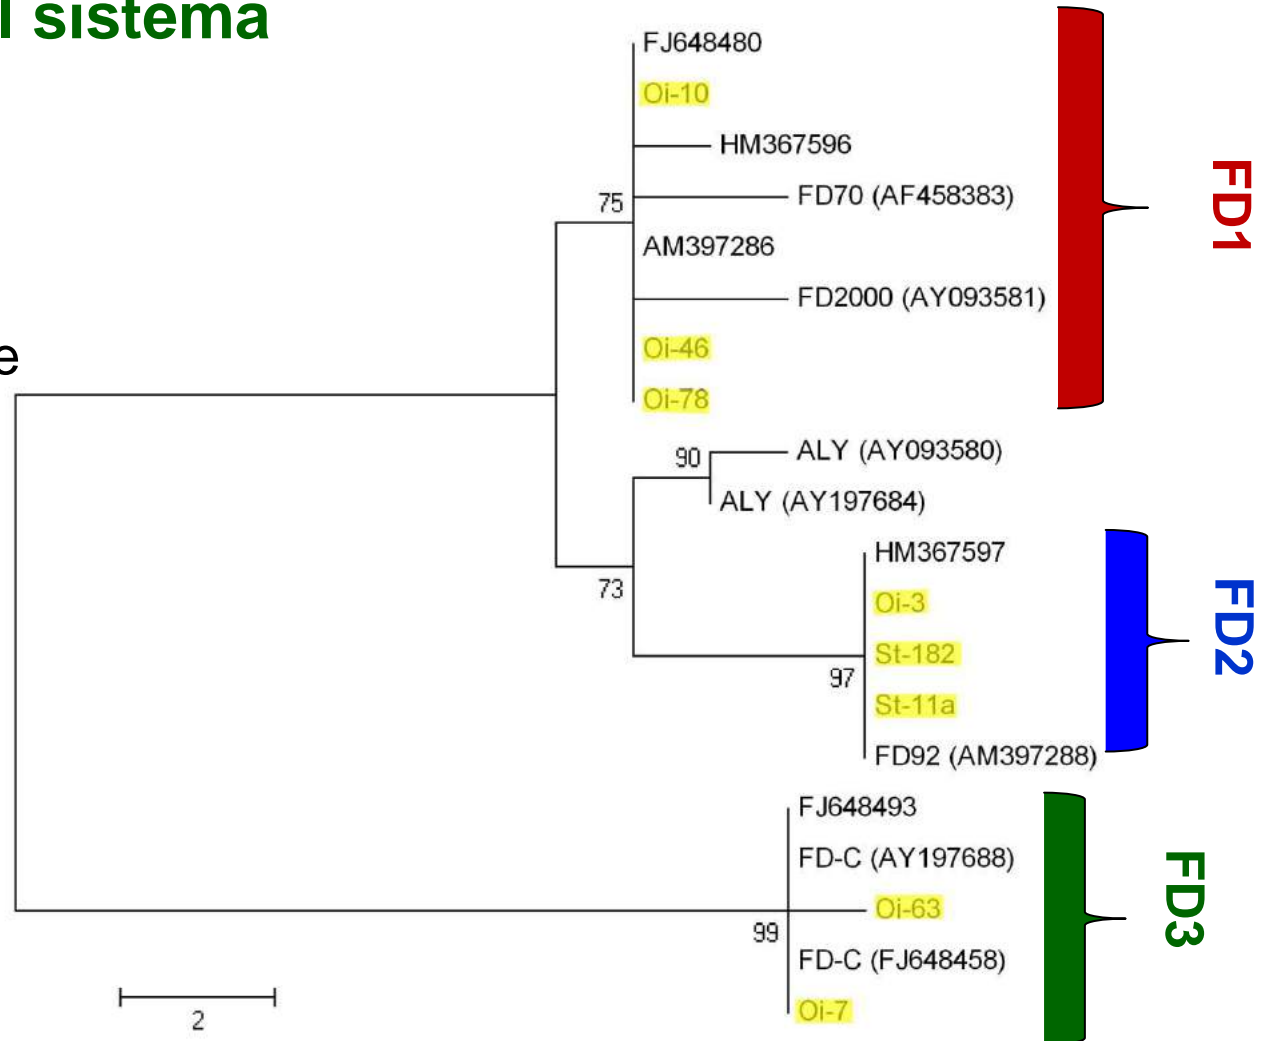 l sistema
FJ648480
Oi-10
HM367596
75
FD70 (AF458383)
FD1
AM397286
FD2000 (AY093581)
Oi-46
e
Oi-78
ALY (AY093580)
90
ALY (AY197684)
HM367597
73
Oi-3
FD2
St-182
97
St-11a
FD92 (AM397288)
FJ648493
FD-C (AY197688)
FD3
Oi-63
99
FD-C (FJ648458)
Oi-7
2